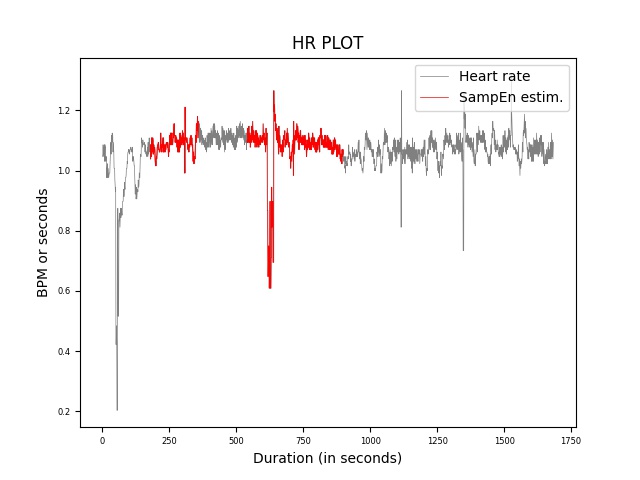 HR PLOT
Heart rate
SampEn estim.
BPM or seconds
1.2
1.0
0.8
0.6
0.4
0.2
0 250 500 750 1000 1250 1500 1750
Duration (in seconds)